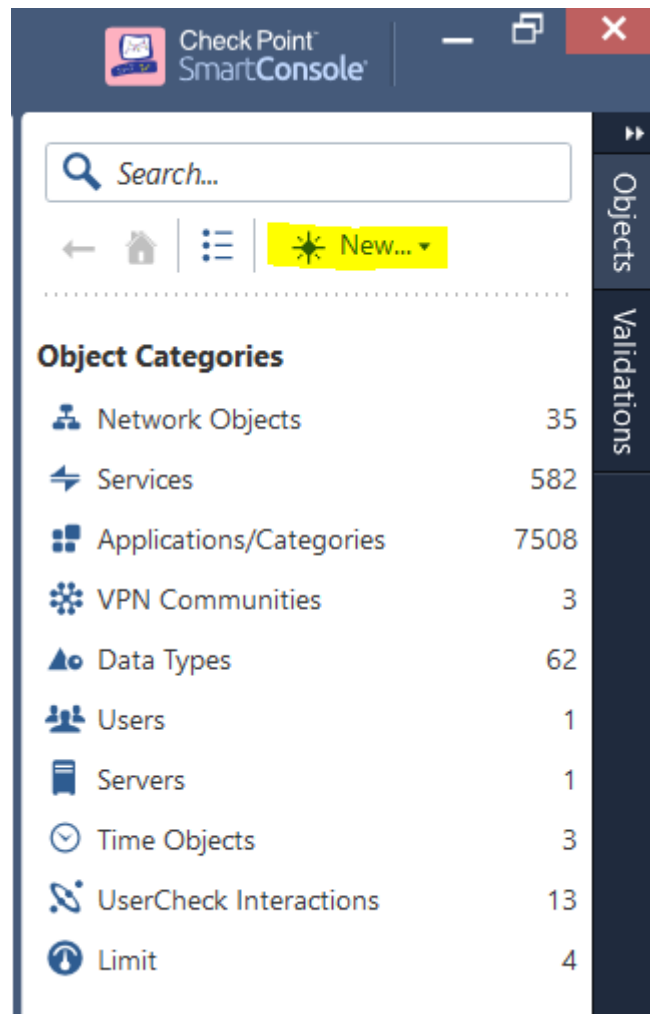 Check Point
SmartConsole
Search...
New...
Object Categories
Network Objects 35
Services 582
Applications/Categories 7508
VPN Communities 3
Data Types 62
Users 1
Servers 1
Time Objects 3
UserCheck Interactions 13
Limit 4
Objects
Validations